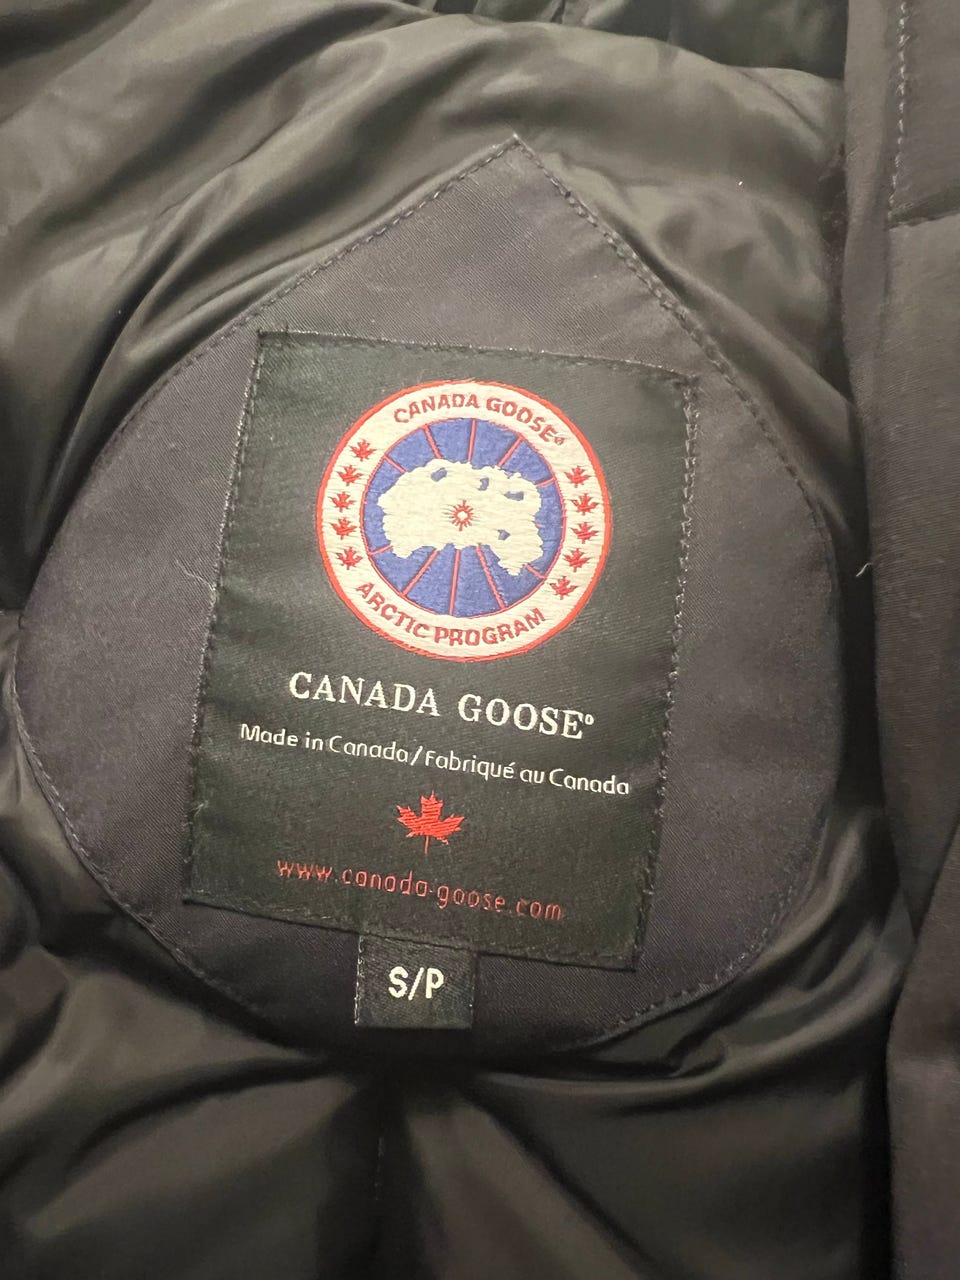 CANADA GOOSE®
ARCTIC PROGRAM
CANADA GOOSE®
Made in Canada/Fabriqué au Canada
www.canada-goose.com
S/P